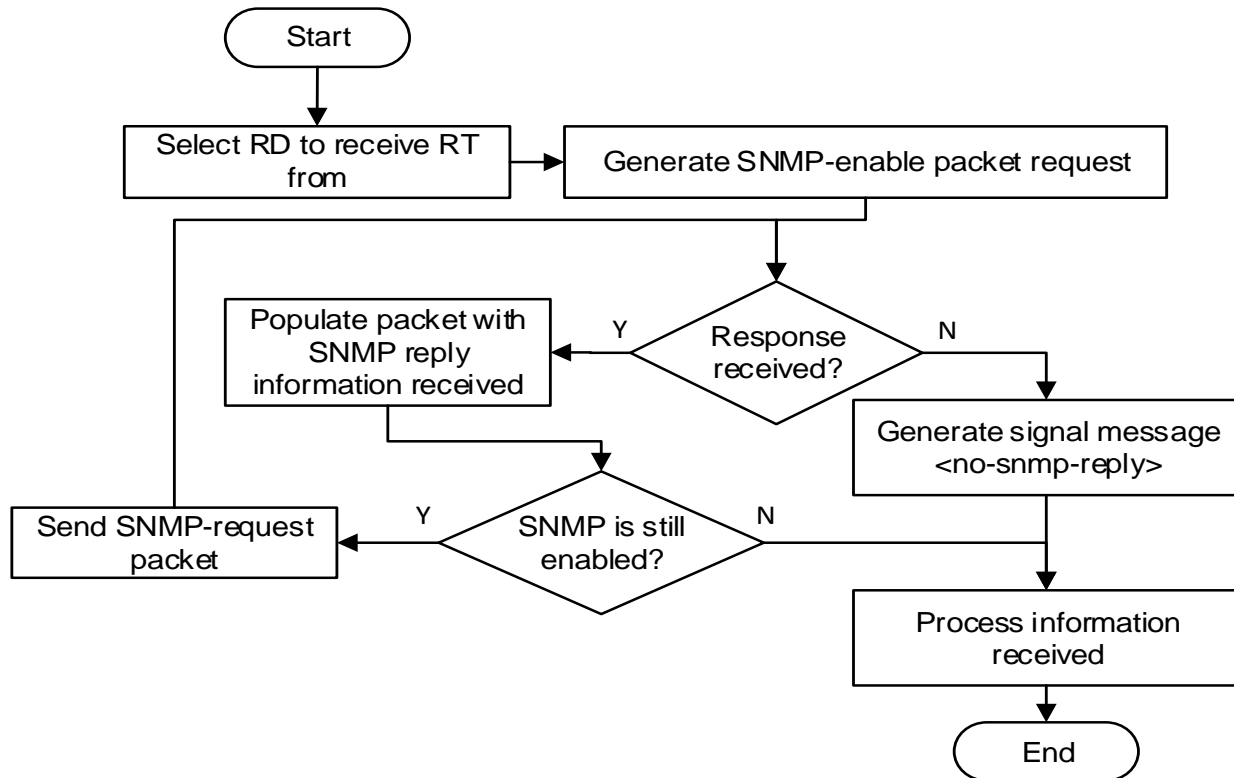 Start
Select RD to receive RT
from
Generate SNMP-enable packet request
Populate packet with
SNMP reply
information received
Y
Response
received?
N
Generate signal message
<no-snmp-reply>
Send SNMP-request
packet
Y
SNMP is still
enabled?
N
Process information
received
End